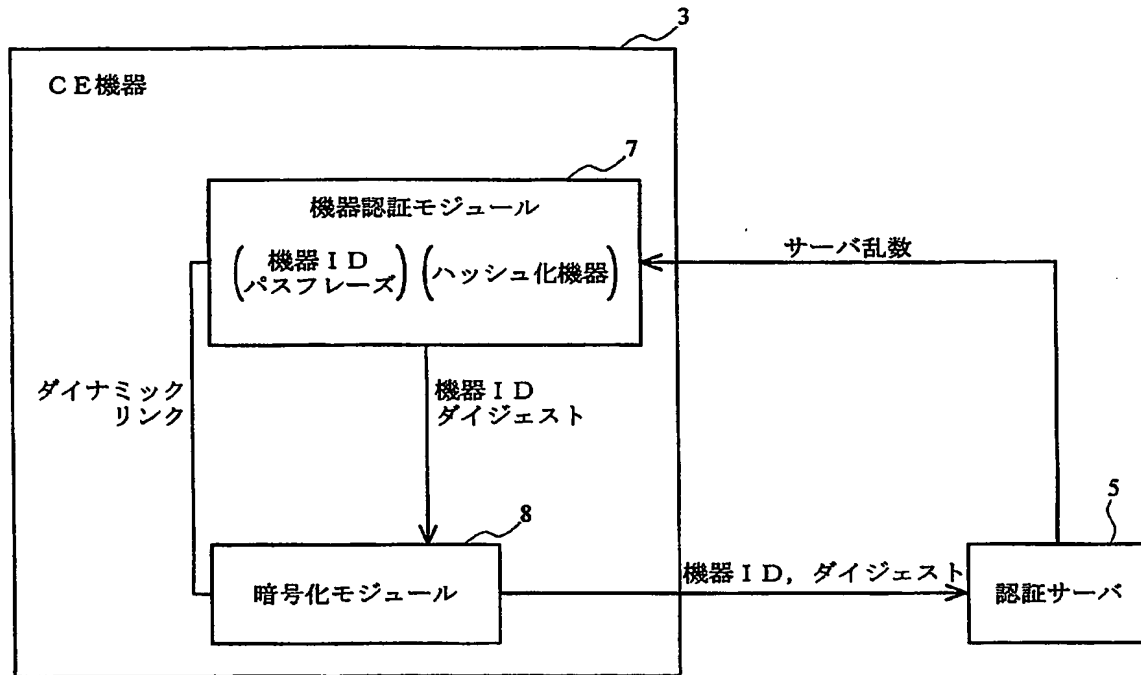 3
ＣＥ機器
7
機器認証モジュール
(機器ＩＤ
パスフレーズ)
(ハッシュ化機器)
サーバ乱数
ダイナミック
リンク
機器ＩＤ
ダイジェスト
8
暗号化モジュール
機器ＩＤ，ダイジェスト
5
認証サーバ